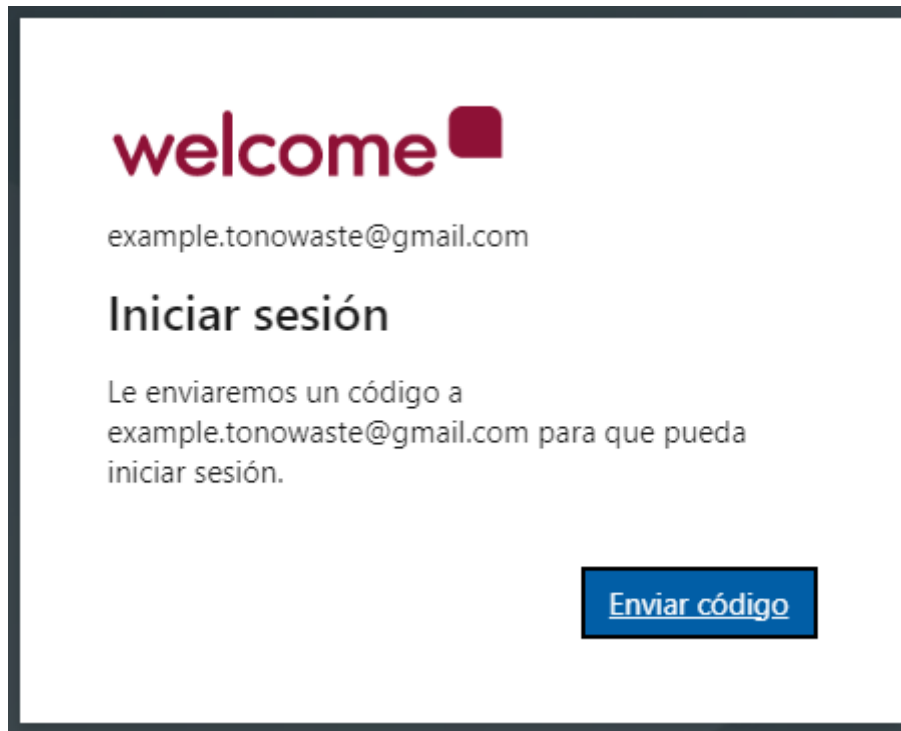 welcome
example.tonowaste@gmail.com
Iniciar sesión
Le enviaremos un código a
example.tonowaste@gmail.com para que pueda
iniciar sesión.
Enviar código